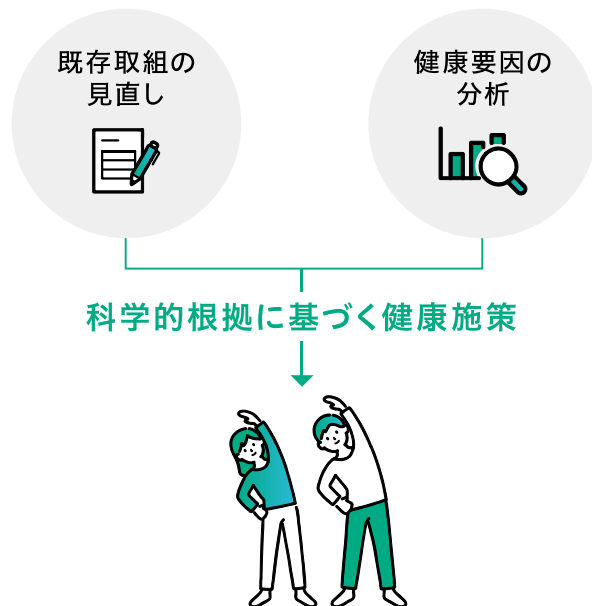 既存取組の
見直し
健康要因の
分析
科学的根拠に基づく健康施策